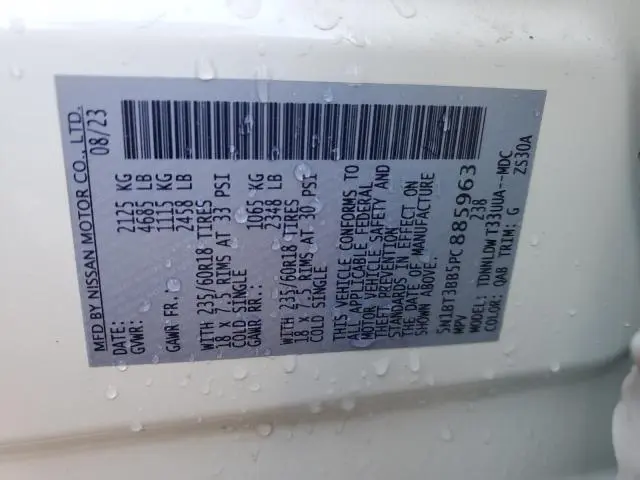 MFD BY NISSAN MOTOR CO., LTD.
DATE: 08/23
GVWR: 2125 KG
4685 LB
GAWR FR.: 1115 KG
2458 LB
235/60R18 TIRES
18 X 7.5 RIMS AT 33 PSI
COLD SINGLE
GAWR RR.: 1065 KG
2348 LB
235/60R18 TIRES
18 X 7.5 RIMS AT 30 PSI
COLD SINGLE
THIS VEHICLE CONFORMS TO
ALL APPLICABLE FEDERAL
MOTOR VEHICLE SAFETY AND
THEFT PREVENTION
STANDARDS IN EFFECT ON
THE DATE OF MANUFACTURE
SHOWN ABOVE.
5N1BT3BB5PC885963
MPV 238
MODEL: TDNNLDWT33UUA--MDC
COLOR: QAB TRIM: G ZS30A